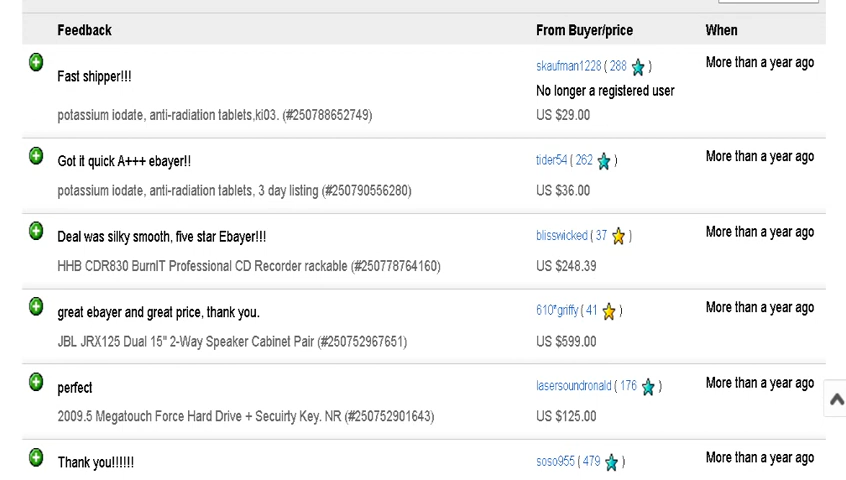 Feedback From Buyer/price When
Fast shipper!!! skaufman1228 ( 288 ) More than a year ago
No longer a registered user
potassium iodate, anti-radiation tablets,ki03. (#250788652749) US $29.00
Got it quick A+++ ebayer!! tider54 ( 262 ) More than a year ago
potassium iodate, anti-radiation tablets, 3 day listing (#250790556280) US $36.00
Deal was silky smooth, five star Ebayer!!! blisswicked ( 37 ) More than a year ago
HHB CDR830 BurnIT Professional CD Recorder rackable (#250778764160) US $248.39
great ebayer and great price, thank you. 610*griffy ( 41 ) More than a year ago
JBL JRX125 Dual 15" 2-Way Speaker Cabinet Pair (#250752967651) US $599.00
perfect lasersoundronald ( 176 ) More than a year ago
2009.5 Megatouch Force Hard Drive + Secuirty Key. NR (#250752901643) US $125.00
Thank you!!!!!! soso955 ( 479 ) More than a year ago